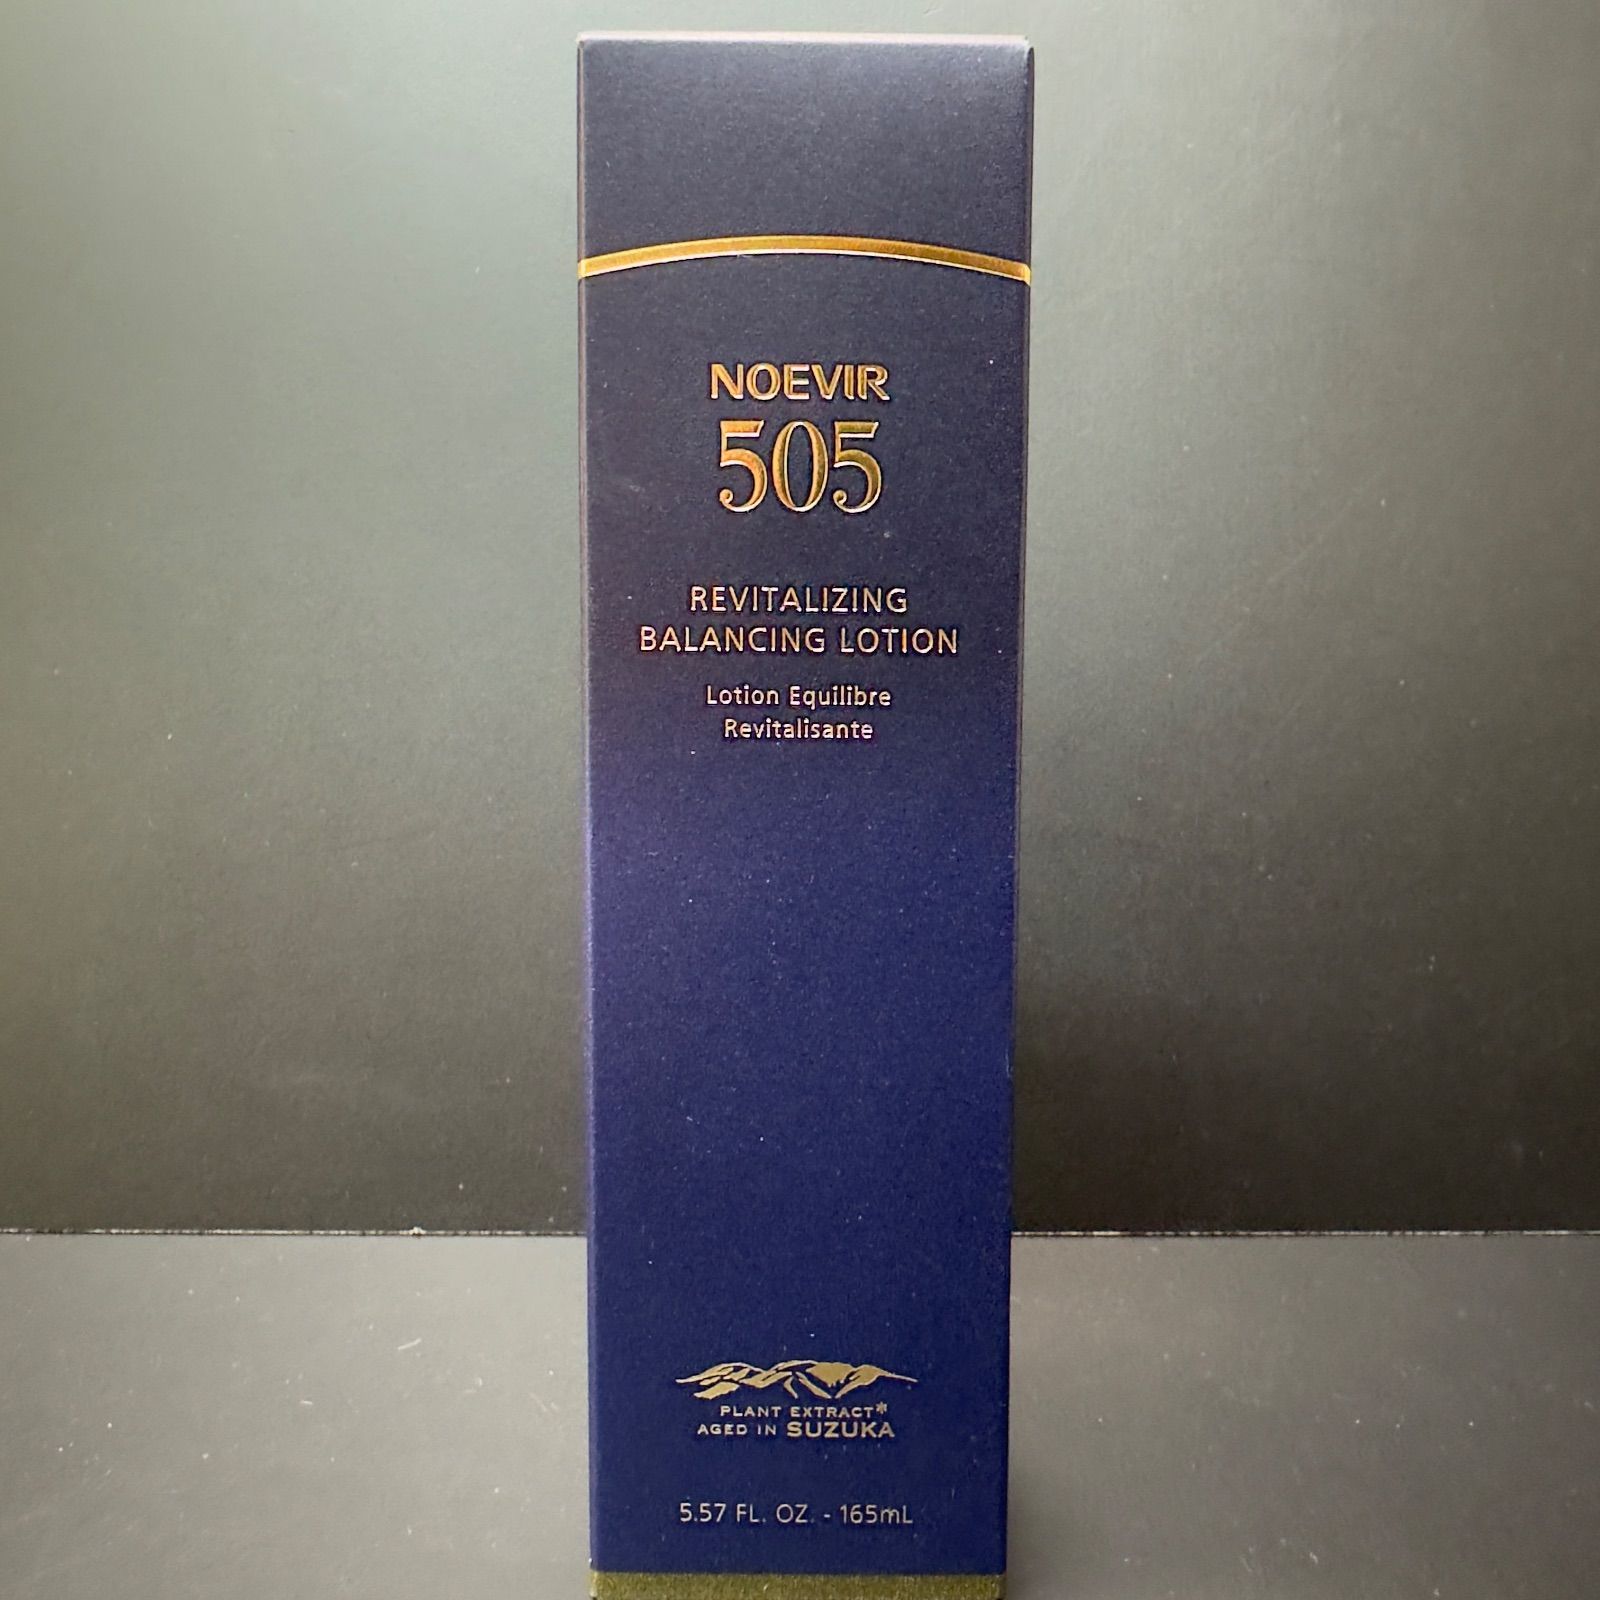 NOEVIR
505
REVITALIZING
BALANCING LOTION
Lotion Equilibre
Revitalisante
PLANT EXTRACT*
AGED IN SUZUKA
5.57 FL. OZ. - 165mL